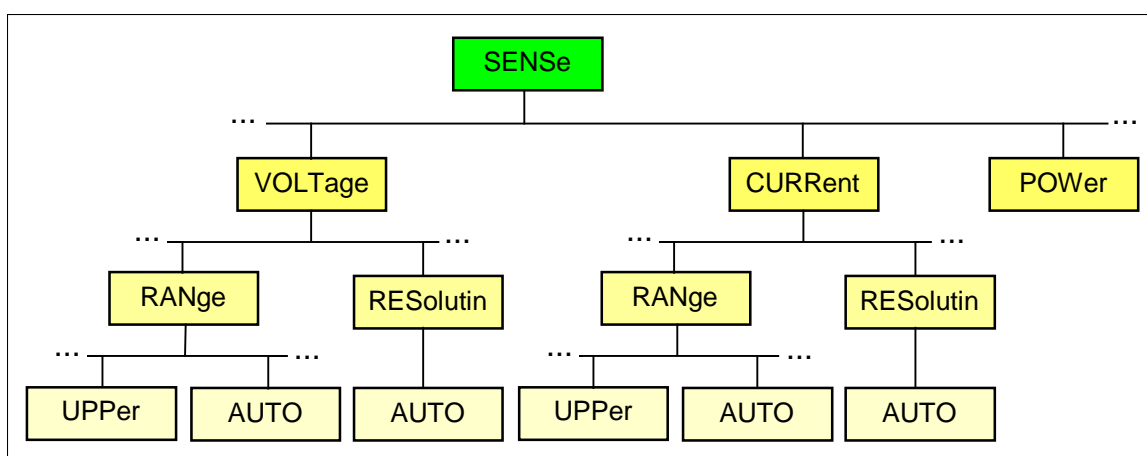 SENSe
... ...
VOLTage CURRent POWer
... ... ... ...
RANge RESolutin RANge RESolutin
... ... ... ...
UPPer AUTO AUTO UPPer AUTO AUTO